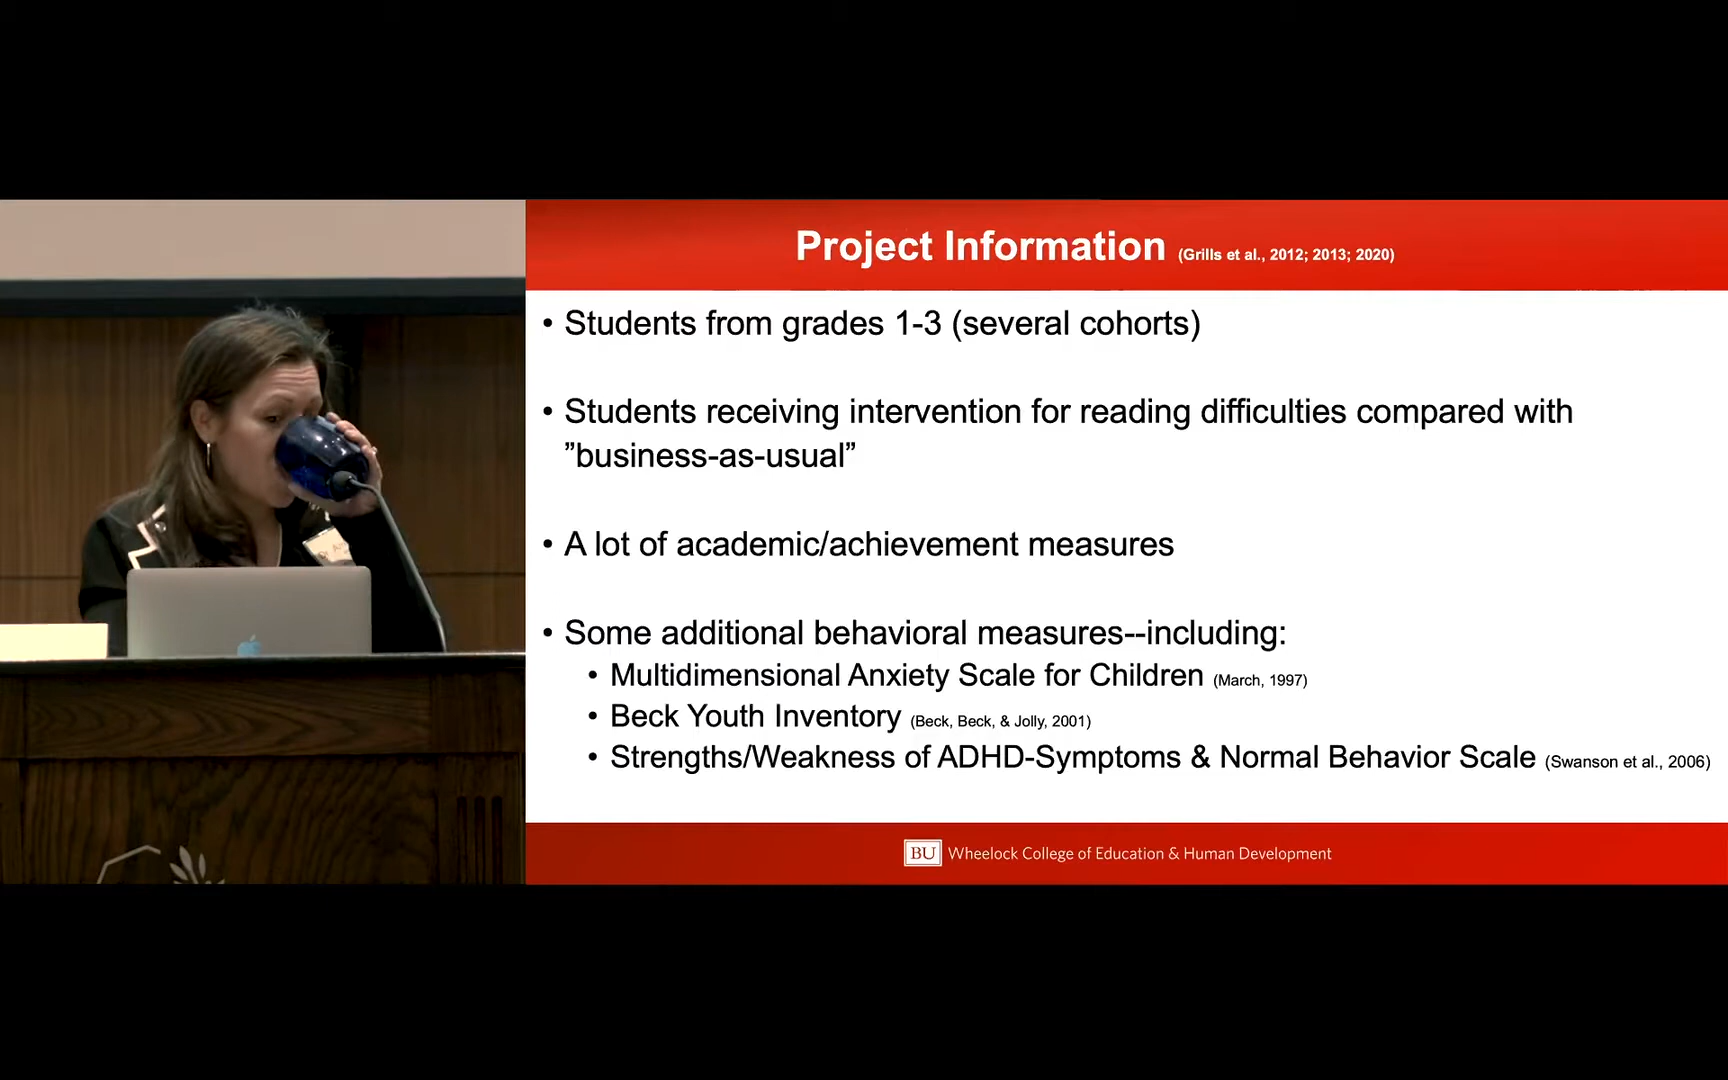 Project Information (Grills et al., 2012; 2013; 2020)
• Students from grades 1-3 (several cohorts)
• Students receiving intervention for reading difficulties compared with
”business-as-usual”
• A lot of academic/achievement measures
• Some additional behavioral measures--including:
• Multidimensional Anxiety Scale for Children (March, 1997)
• Beck Youth Inventory (Beck, Beck, & Jolly, 2001)
• Strengths/Weakness of ADHD-Symptoms & Normal Behavior Scale (Swanson et al., 2006)
BU Wheelock College of Education & Human Development